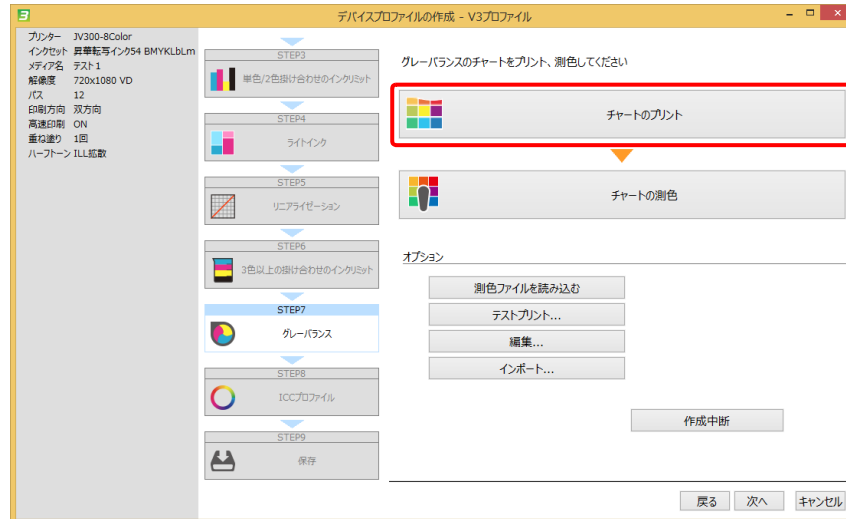 デバイスプロファイルの作成 - V3プロファイル
プリンター JV300-8Color
インクセット 昇華転写インク54 BMYKLbLm
メディア名 テスト1
解像度 720x1080 VD
パス 12
印刷方向 双方向
高速印刷 ON
重ね塗り 1回
ハーフトーン ILL拡散
STEP3
単色/2色掛け合わせのインクリミット
STEP4
ライトインク
STEP5
リニアライゼーション
STEP6
3色以上の掛け合わせのインクリミット
STEP7
グレーバランス
STEP8
ICCプロファイル
STEP9
保存
グレーバランスのチャートをプリント、測色してください
チャートのプリント
チャートの測色
オプション
測色ファイルを読み込む
テストプリント...
編集...
インポート...
作成中断
戻る 次へ キャンセル